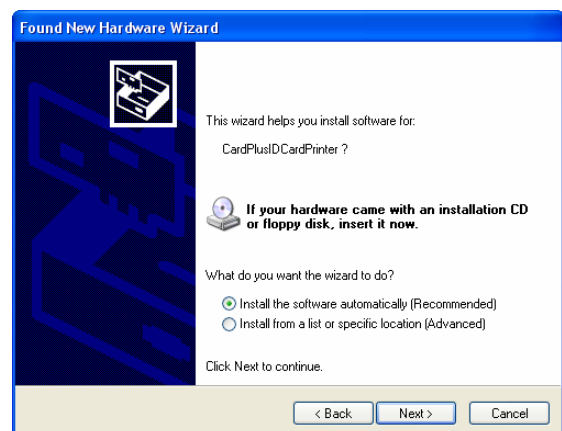 Found New Hardware Wizard
This wizard helps you install software for:
CardPlusIDCardPrinter ?
If your hardware came with an installation CD
or floppy disk, insert it now.
What do you want the wizard to do?
Install the software automatically (Recommended)
Install from a list or specific location (Advanced)
Click Next to continue.
< Back Next > Cancel